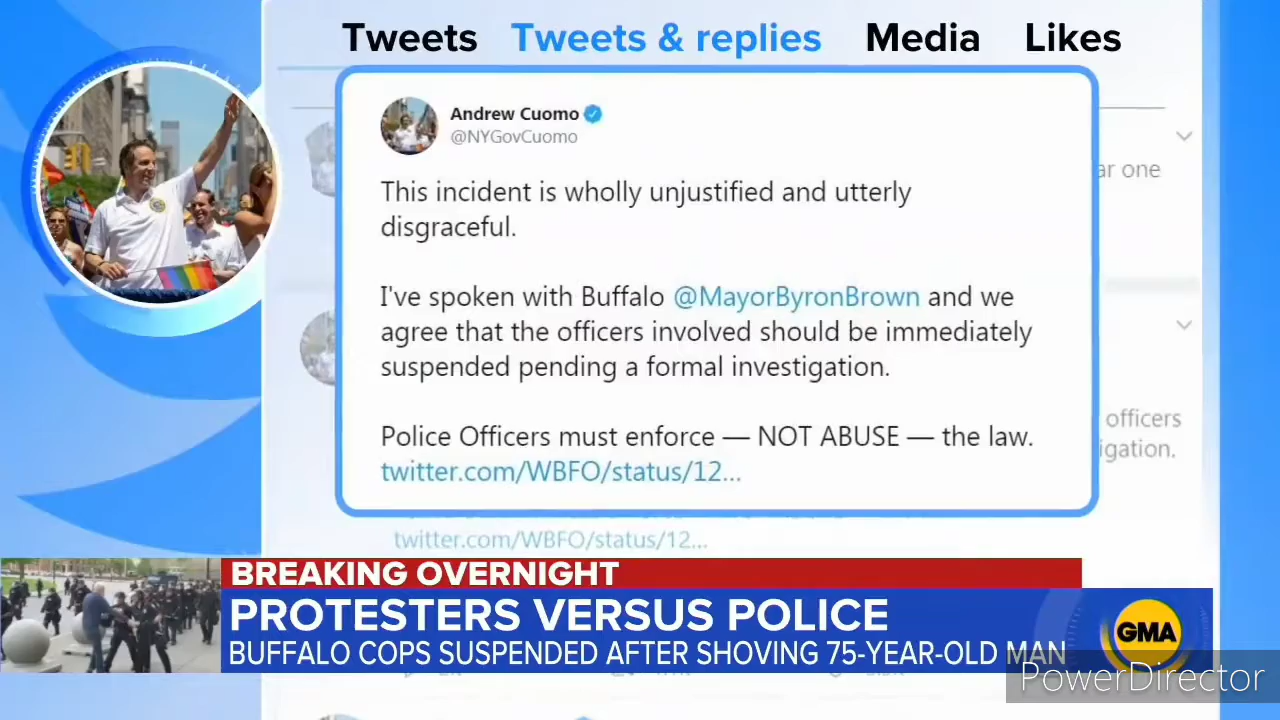 Tweets Tweets & replies Media Likes
Andrew Cuomo
@NYGovCuomo
ar one
This incident is wholly unjustified and utterly
disgraceful.
I've spoken with Buffalo @MayorByronBrown and we
agree that the officers involved should be immediately
suspended pending a formal investigation.
officers
igation.
Police Officers must enforce — NOT ABUSE — the law.
twitter.com/WBFO/status/12...
twitter.com/WBFO/status/12...
BREAKING OVERNIGHT
PROTESTERS VERSUS POLICE
BUFFALO COPS SUSPENDED AFTER SHOVING 75-YEAR-OLD MAN
GMA
PowerDirector